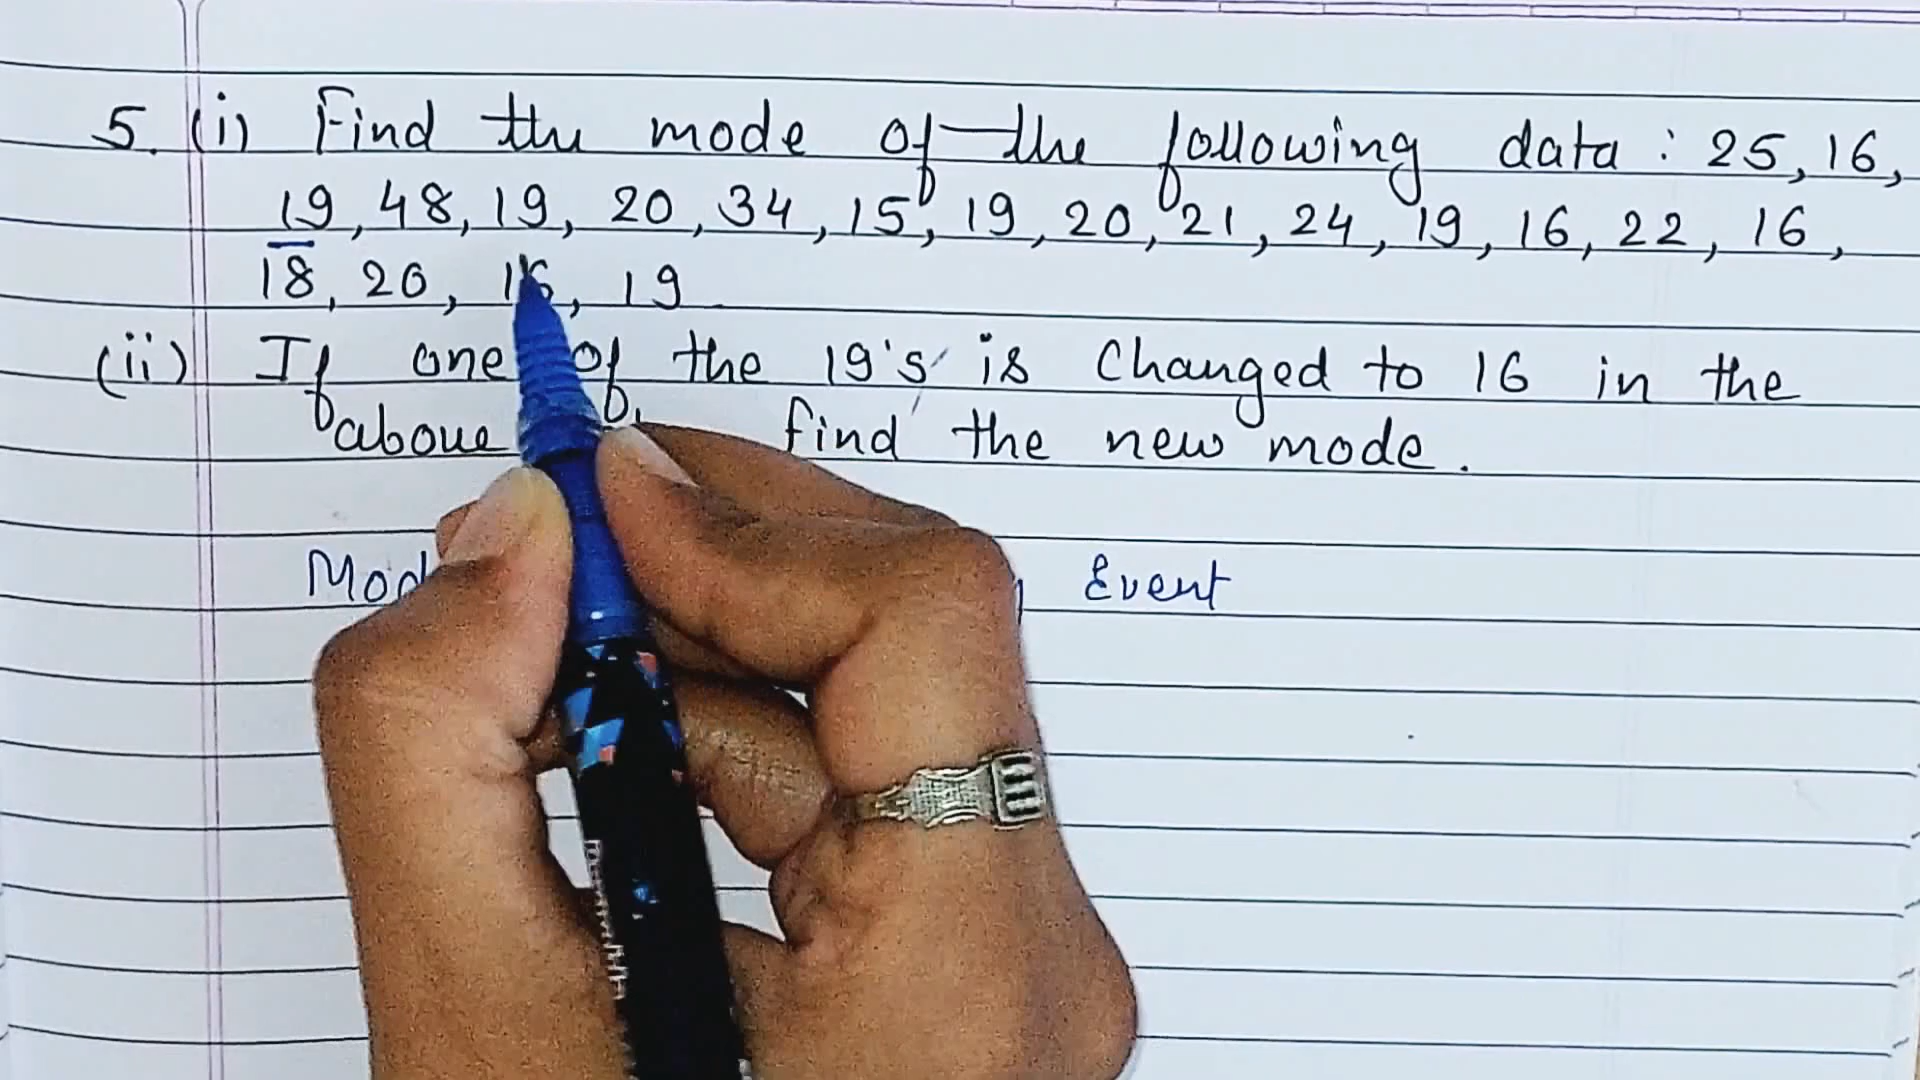 5. (i) Find the mode of the following data : 25, 16,
19, 48, 19, 20, 34, 15, 19, 20, 21, 24, 19, 16, 22, 16,
18, 20, 16, 19.
(ii) If one of the 19's is Changed to 16 in the
above find the new mode.
Event